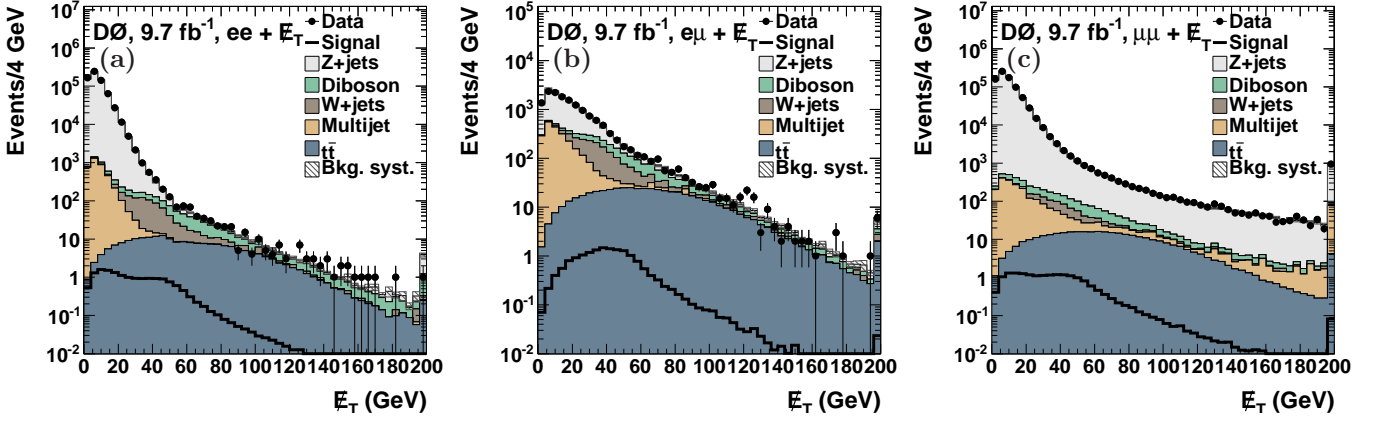 DØ, 9.7 fb⁻¹, ee + E̸_T
(a)
Data
Signal
Z+jets
Diboson
W+jets
Multijet
tt̄
Bkg. syst.
Events/4 GeV
10⁷
10⁶
10⁵
10⁴
10³
10²
10
1
10⁻¹
10⁻²
0 20 40 60 80 100 120 140 160 180 200
E̸_T (GeV)
DØ, 9.7 fb⁻¹, eμ + E̸_T
(b)
Data
Signal
Z+jets
Diboson
W+jets
Multijet
tt̄
Bkg. syst.
Events/4 GeV
10⁵
10⁴
10³
10²
10
1
10⁻¹
10⁻²
0 20 40 60 80 100 120 140 160 180 200
E̸_T (GeV)
DØ, 9.7 fb⁻¹, μμ + E̸_T
(c)
Data
Signal
Z+jets
Diboson
W+jets
Multijet
tt̄
Bkg. syst.
Events/4 GeV
10⁷
10⁶
10⁵
10⁴
10³
10²
10
1
10⁻¹
10⁻²
0 20 40 60 80 100 120 140 160 180 200
E̸_T (GeV)